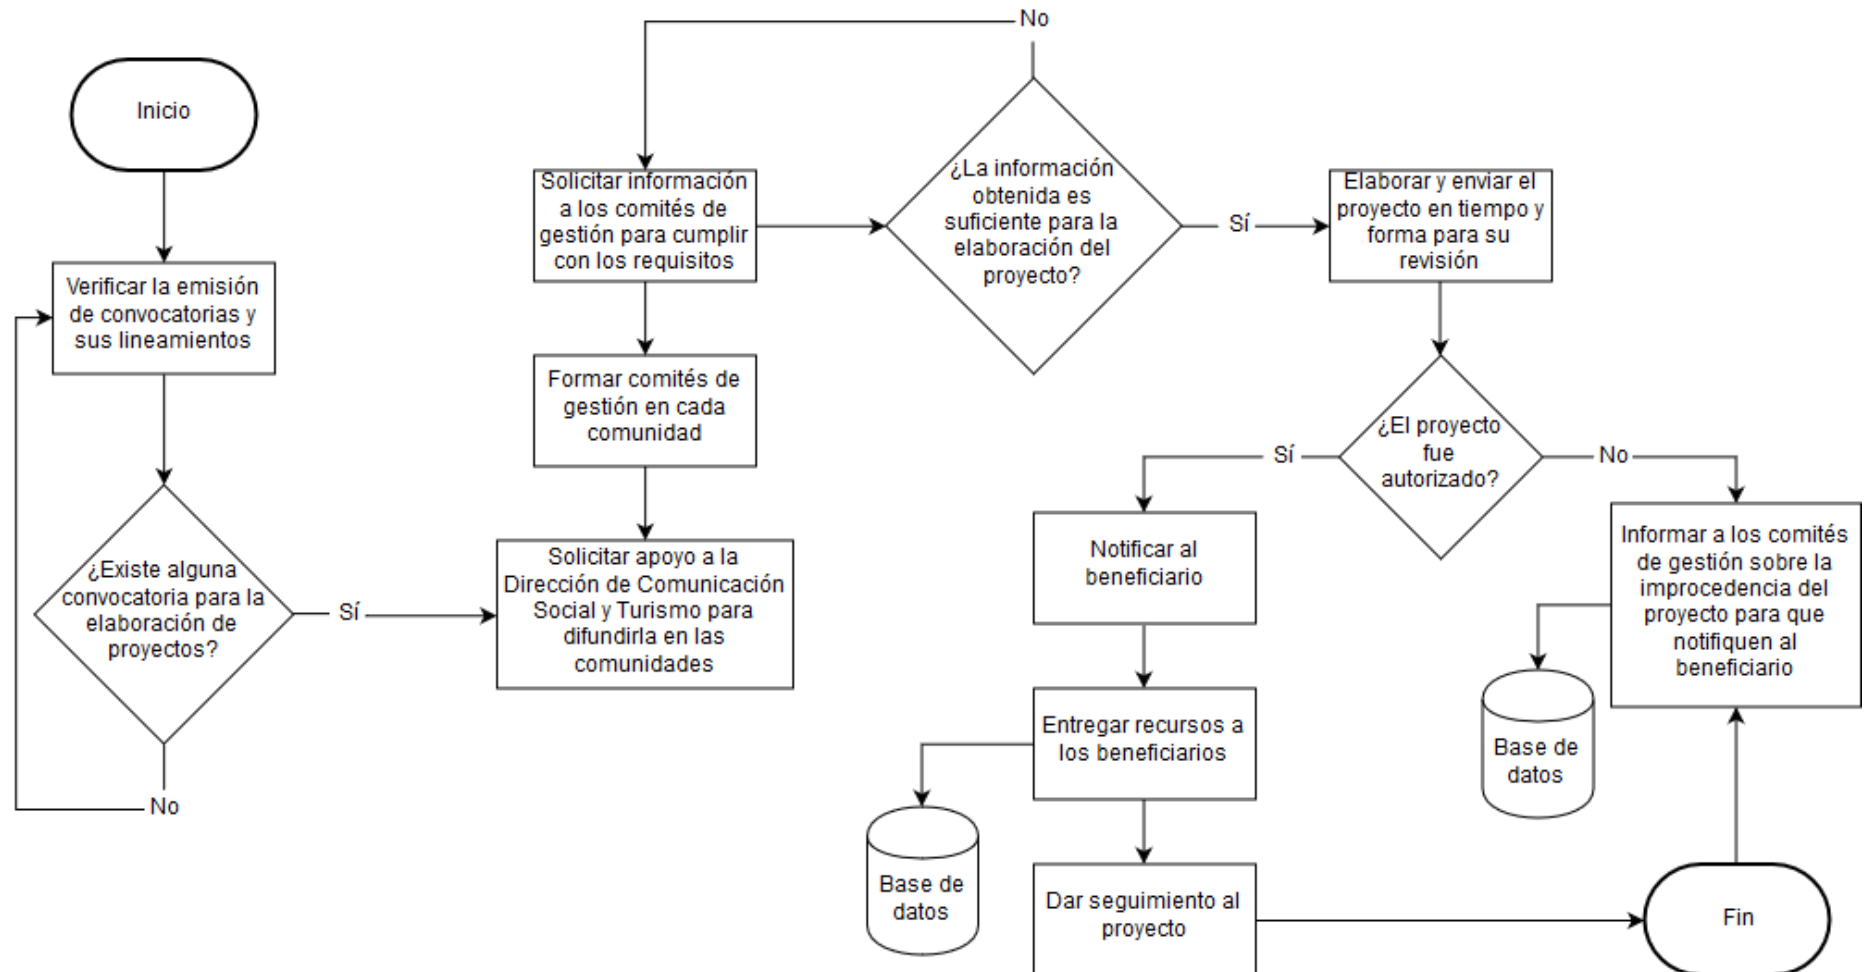 Inicio
Verificar la emisión
de convocatorias y
sus lineamientos
¿Existe alguna
convocatoria para la
elaboración de
proyectos?
No
Sí
Solicitar apoyo a la
Dirección de Comunicación
Social y Turismo para
difundirla en las
comunidades
Formar comités de
gestión en cada
comunidad
Solicitar información
a los comités de
gestión para cumplir
con los requisitos
¿La información
obtenida es
suficiente para la
elaboración del
proyecto?
No
Sí
Elaborar y enviar el
proyecto en tiempo y
forma para su
revisión
¿El proyecto
fue
autorizado?
Sí
No
Notificar al
beneficiario
Entregar recursos a
los beneficiarios
Base de
datos
Dar seguimiento al
proyecto
Informar a los comités
de gestión sobre la
improcedencia del
proyecto para que
notifiquen al
beneficiario
Base de
datos
Fin